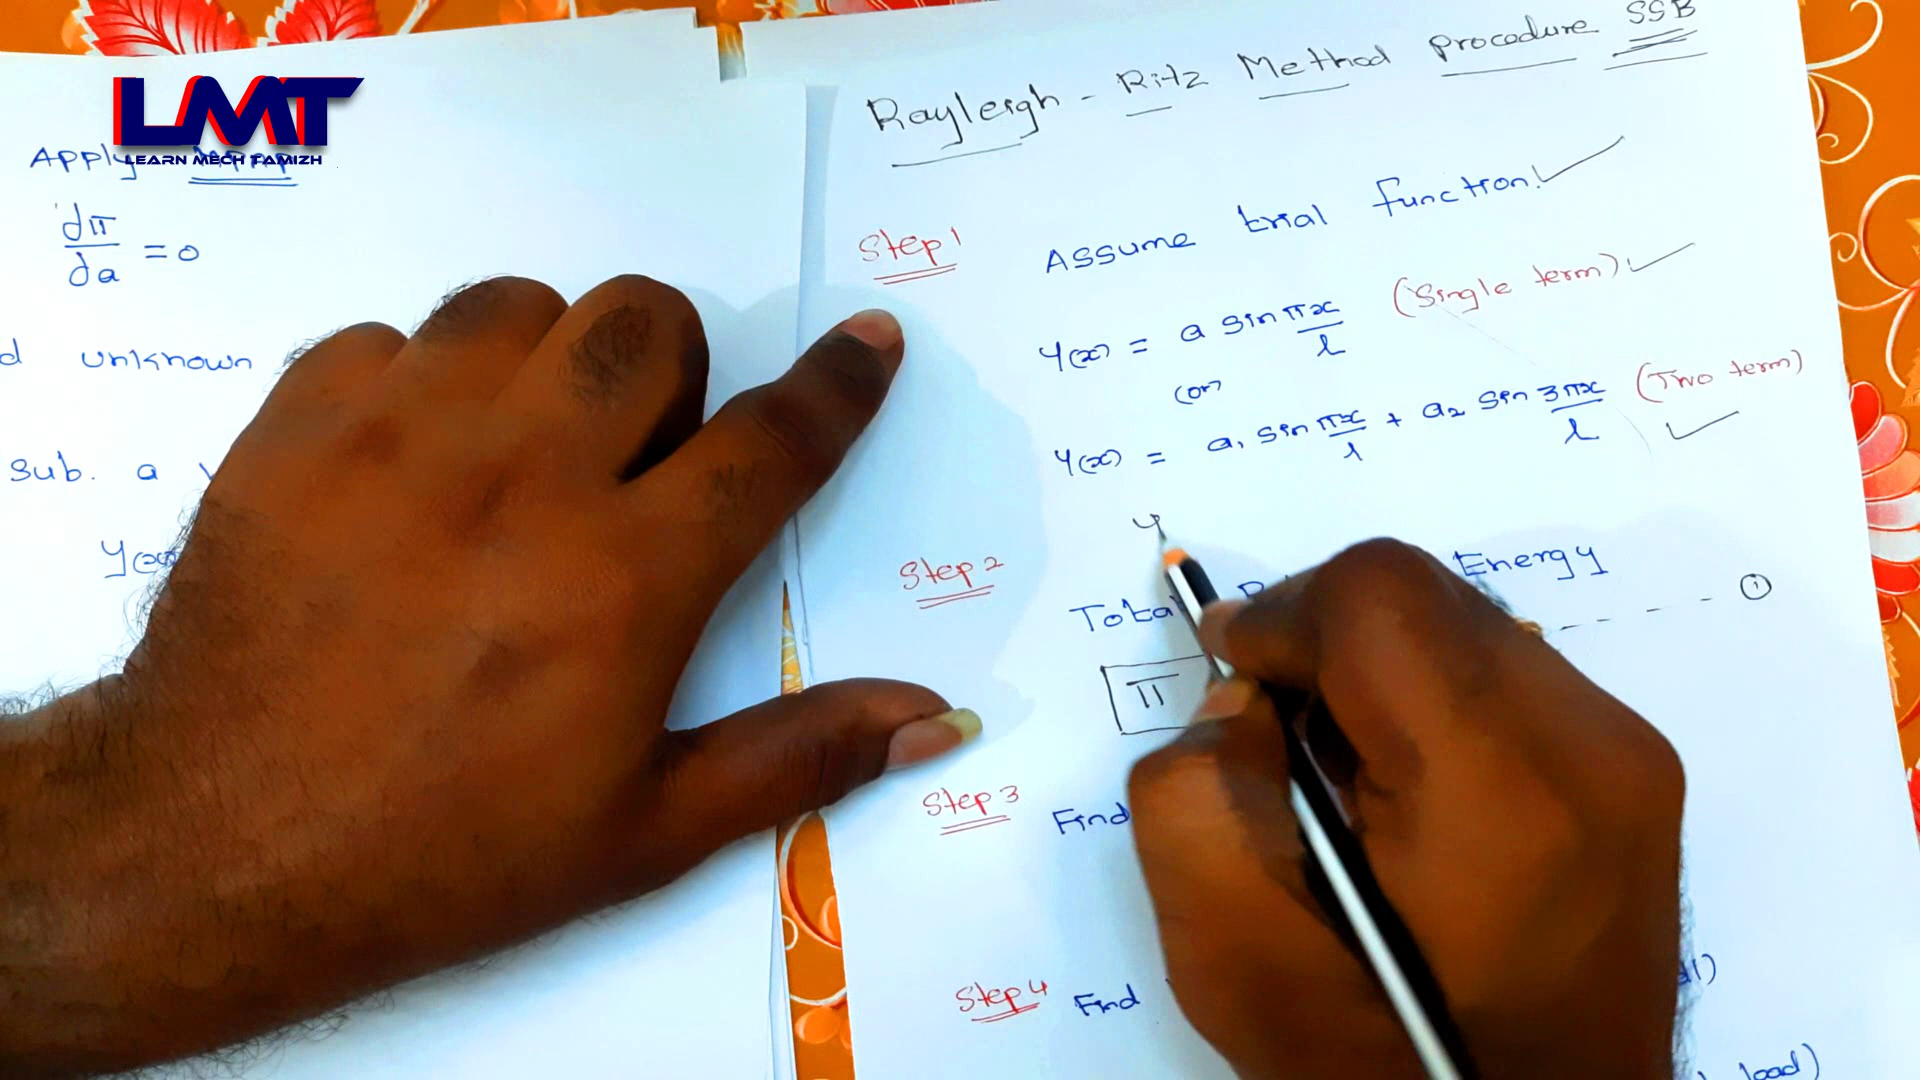 LMT
LEARN MECH TAMIZH
Apply
dπ/da = 0
unknown
Sub. a
y(x)
Rayleigh - Ritz Method procedure SSB
Step 1
Assume trial function.
y(x) = a sin πx/l (Single term)
(or)
y(x) = a₁ sin πx/l + a₂ sin 3πx/l (Two term)
y
Step 2
Total Energy
- - - - - ①
π
Step 3
Find
Step 4
Find
load)